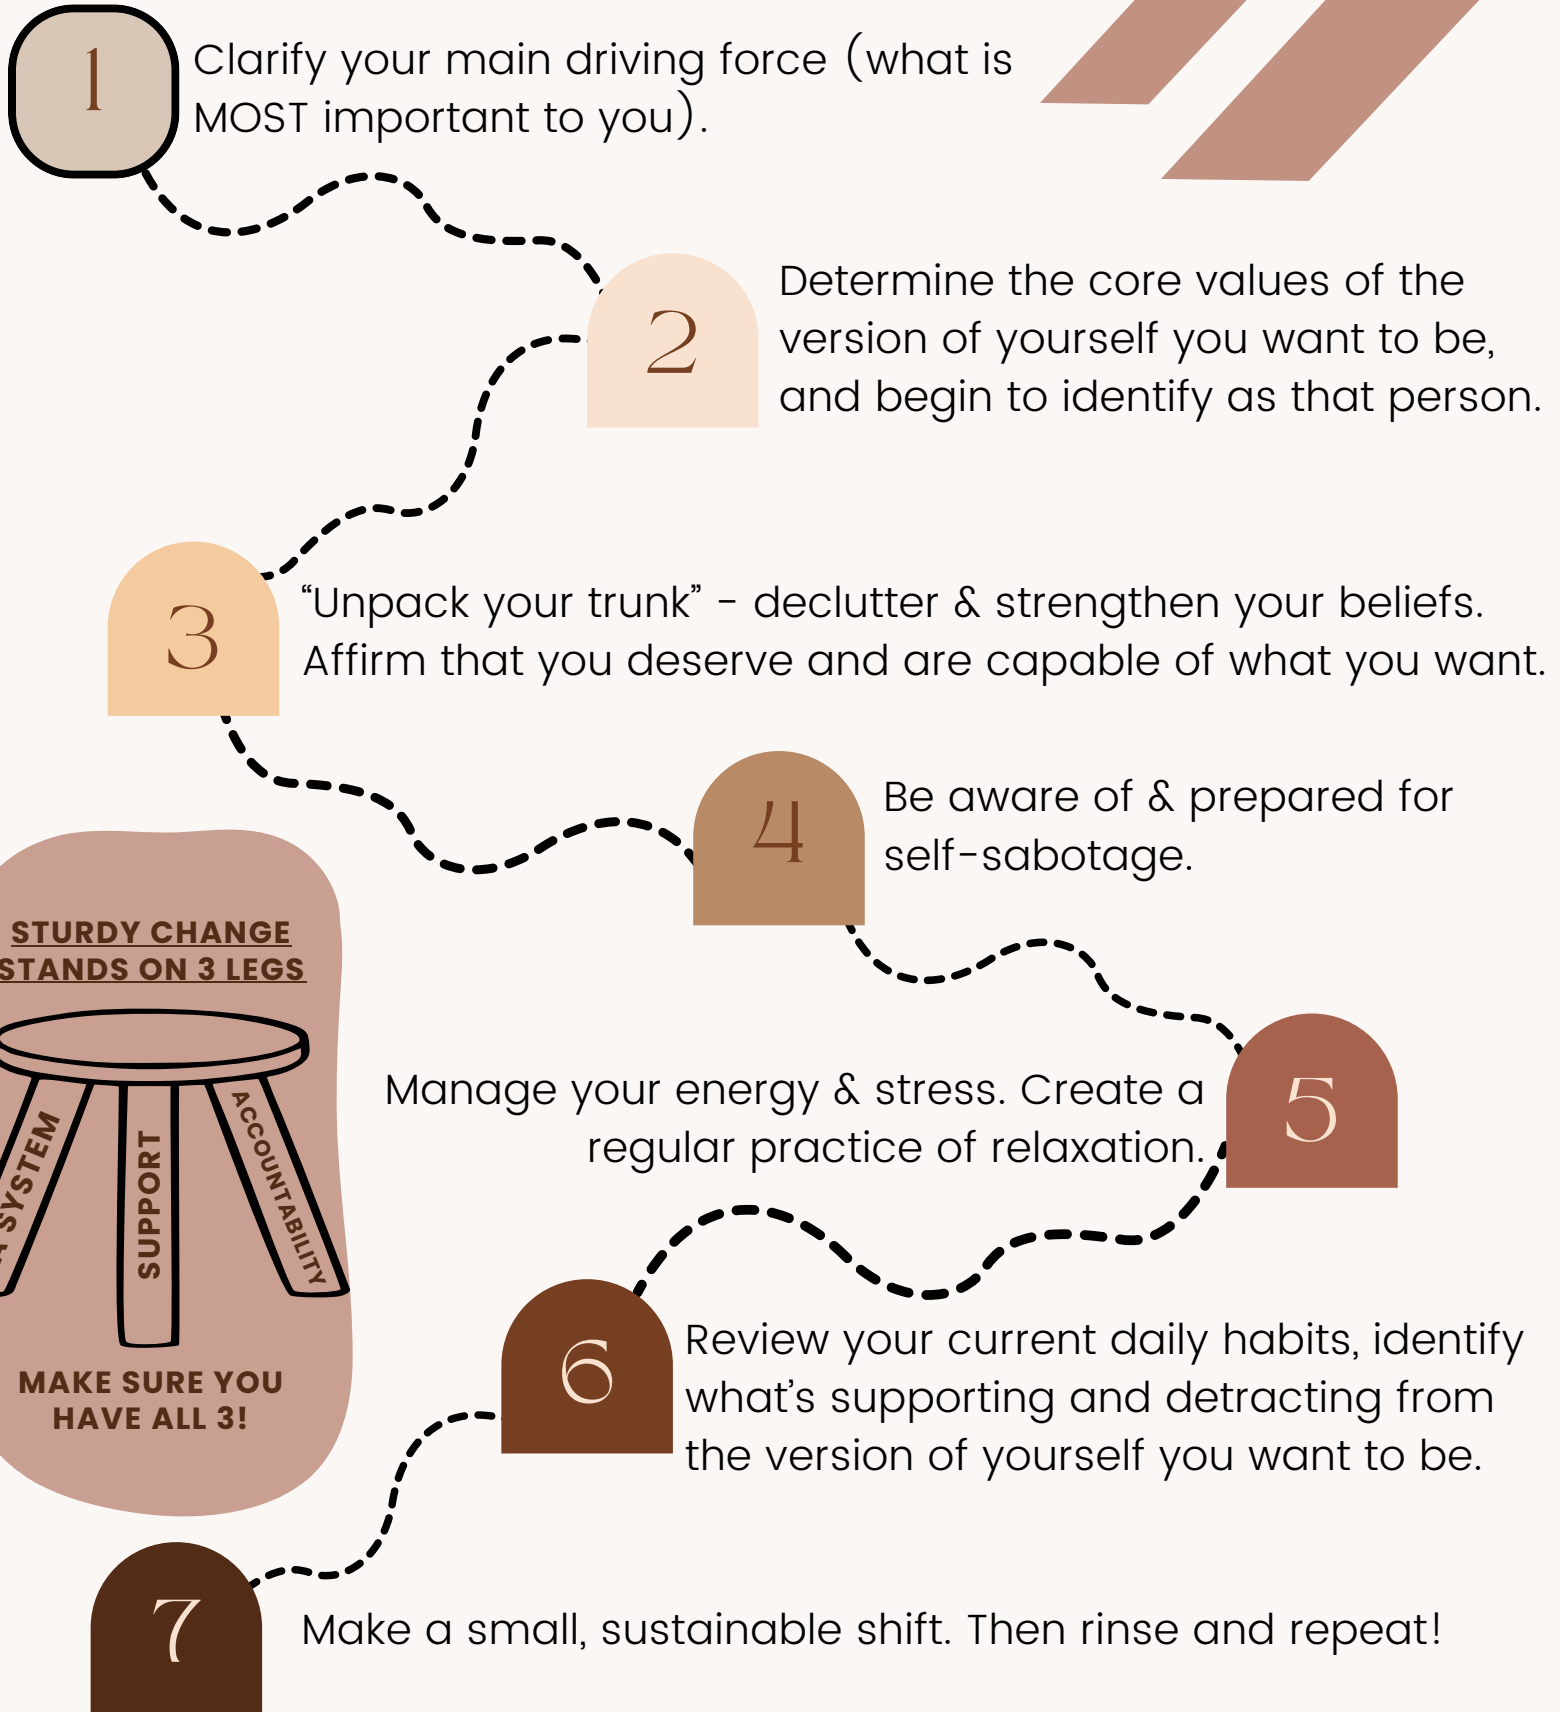 1
Clarify your main driving force (what is
MOST important to you).
2
Determine the core values of the
version of yourself you want to be,
and begin to identify as that person.
3
“Unpack your trunk” - declutter & strengthen your beliefs.
Affirm that you deserve and are capable of what you want.
4
Be aware of & prepared for
self-sabotage.
STURDY CHANGE
STANDS ON 3 LEGS
A SYSTEM
SUPPORT
ACCOUNTABILITY
MAKE SURE YOU
HAVE ALL 3!
5
Manage your energy & stress. Create a
regular practice of relaxation.
6
Review your current daily habits, identify
what’s supporting and detracting from
the version of yourself you want to be.
7
Make a small, sustainable shift. Then rinse and repeat!